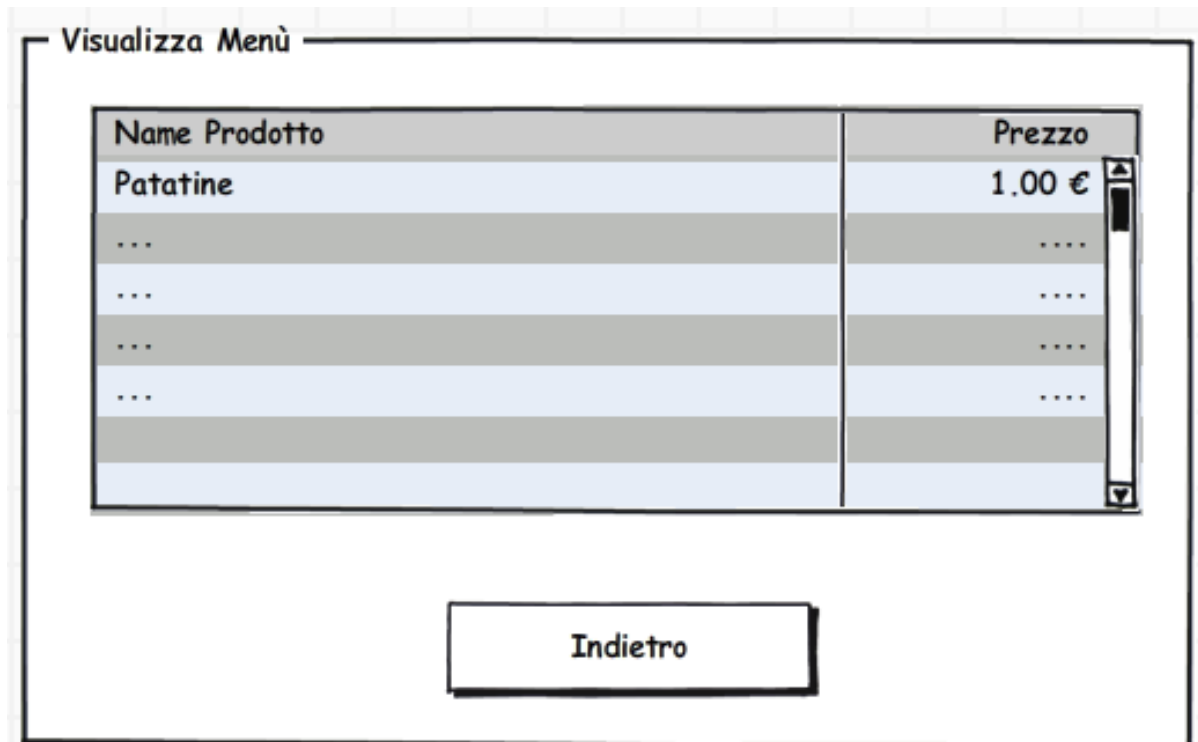 Visualizza Menù
Name Prodotto Prezzo
Patatine 1.00 €
... ....
... ....
... ....
... ....
Indietro